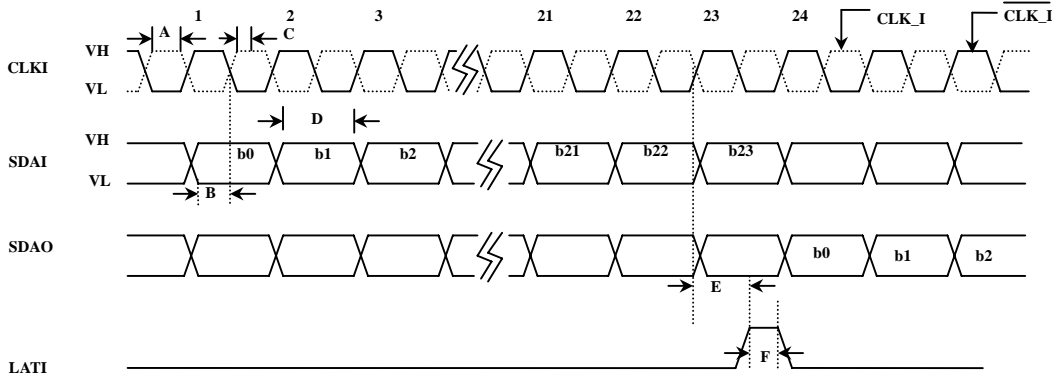 1 2 3 21 22 23 24
A C CLK_I CLK_I
VH
CLKI
VL
D
VH
b0 b1 b2 b21 b22 b23
SDAI
VL
B
SDAO
b0 b1 b2
E
F
LATI